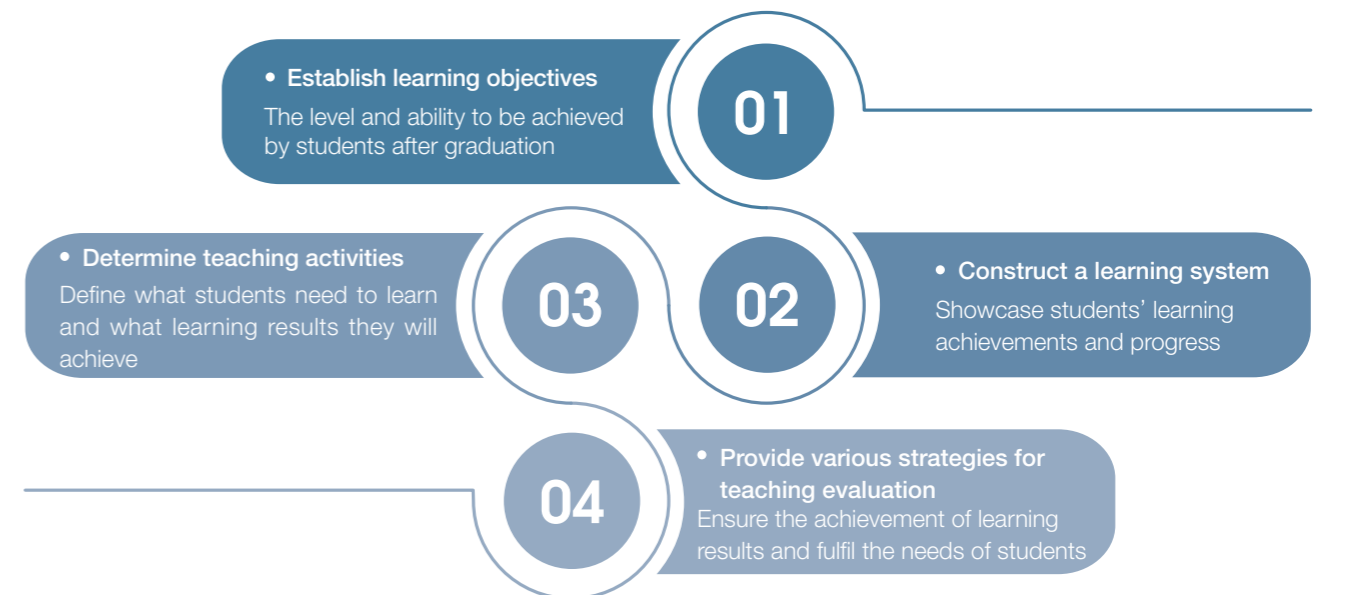 • Establish learning objectives
The level and ability to be achieved
by students after graduation
01
02
• Construct a learning system
Showcase students' learning
achievements and progress
03
• Determine teaching activities
Define what students need to learn
and what learning results they will
achieve
04
• Provide various strategies for
teaching evaluation
Ensure the achievement of learning
results and fulfil the needs of students